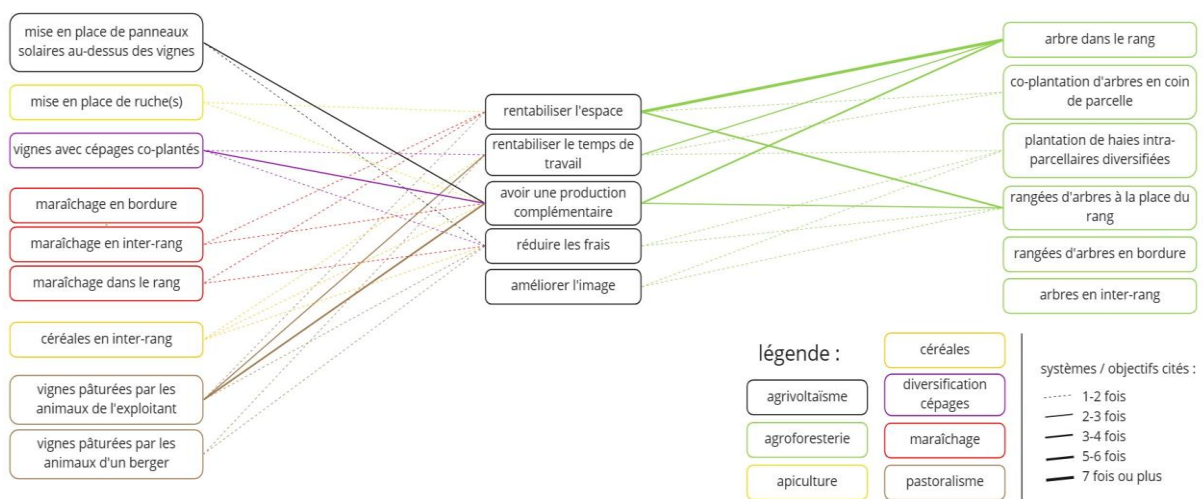 mise en place de panneaux
solaires au-dessus des vignes
mise en place de ruche(s)
vignes avec cépages co-plantés
maraîchage en bordure
maraîchage en inter-rang
maraîchage dans le rang
céréales en inter-rang
vignes pâturées par les
animaux de l'exploitant
vignes pâturées par les
animaux d'un berger
rentabiliser l'espace
rentabiliser le temps de
travail
avoir une production
complémentaire
réduire les frais
améliorer l'image
arbre dans le rang
co-plantation d'arbres en coin
de parcelle
plantation de haies intra-
parcellaires diversifiées
rangées d'arbres à la place du
rang
rangées d'arbres en bordure
arbres en inter-rang
légende :
agrivoltaïsme
agroforesterie
apiculture
céréales
diversification
cépages
maraîchage
pastoralisme
systèmes / objectifs cités :
1-2 fois
2-3 fois
3-4 fois
5-6 fois
7 fois ou plus